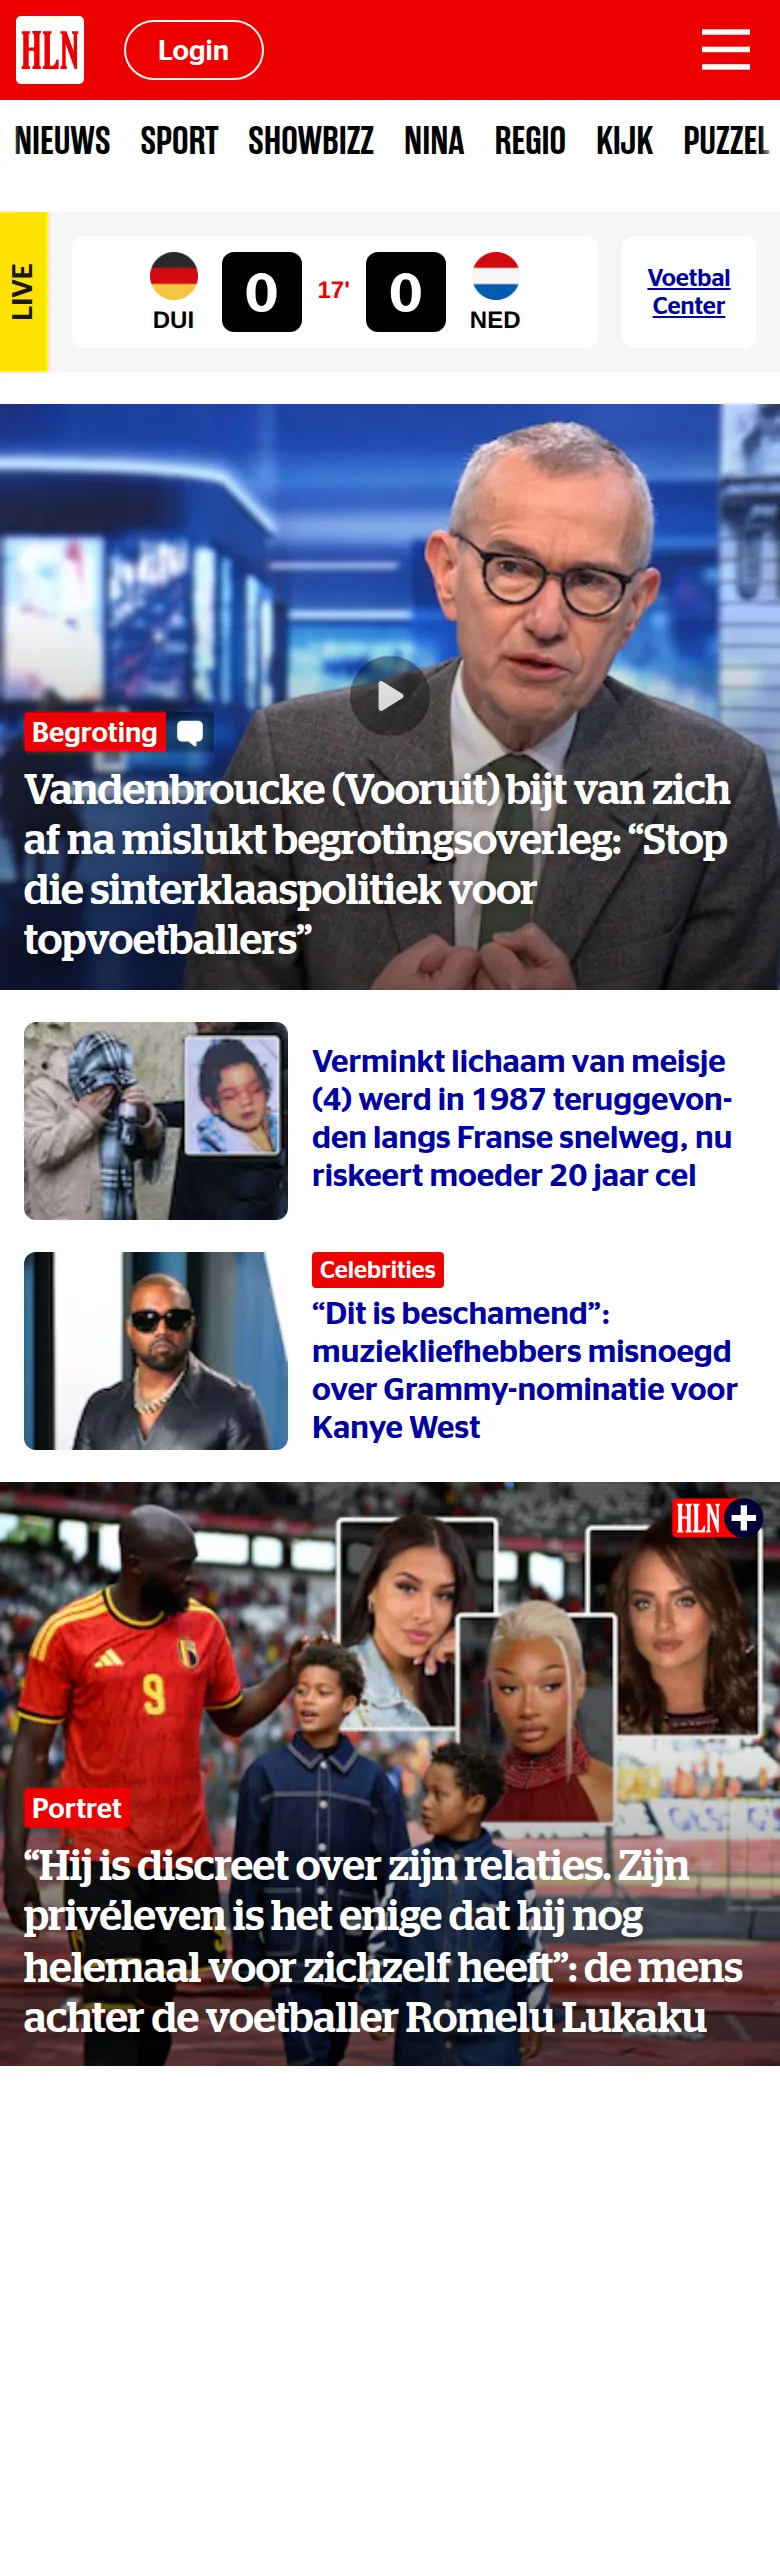 HLN
Login
NIEUWS SPORT SHOWBIZZ NINA REGIO KIJK PUZZEL
LIVE
0 17' 0
DUI NED
Voetbal
Center
Begroting
Vandenbroucke (Vooruit) bijt van zich
af na mislukt begrotingsoverleg: “Stop
die sinterklaaspolitiek voor
topvoetballers”
Verminkt lichaam van meisje
(4) werd in 1987 teruggevon-
den langs Franse snelweg, nu
riskeert moeder 20 jaar cel
Celebrities
“Dit is beschamend”:
muziekliefhebbers misnoegd
over Grammy-nominatie voor
Kanye West
HLN+
9
Portret
“Hij is discreet over zijn relaties. Zijn
privéleven is het enige dat hij nog
helemaal voor zichzelf heeft”: de mens
achter de voetballer Romelu Lukaku